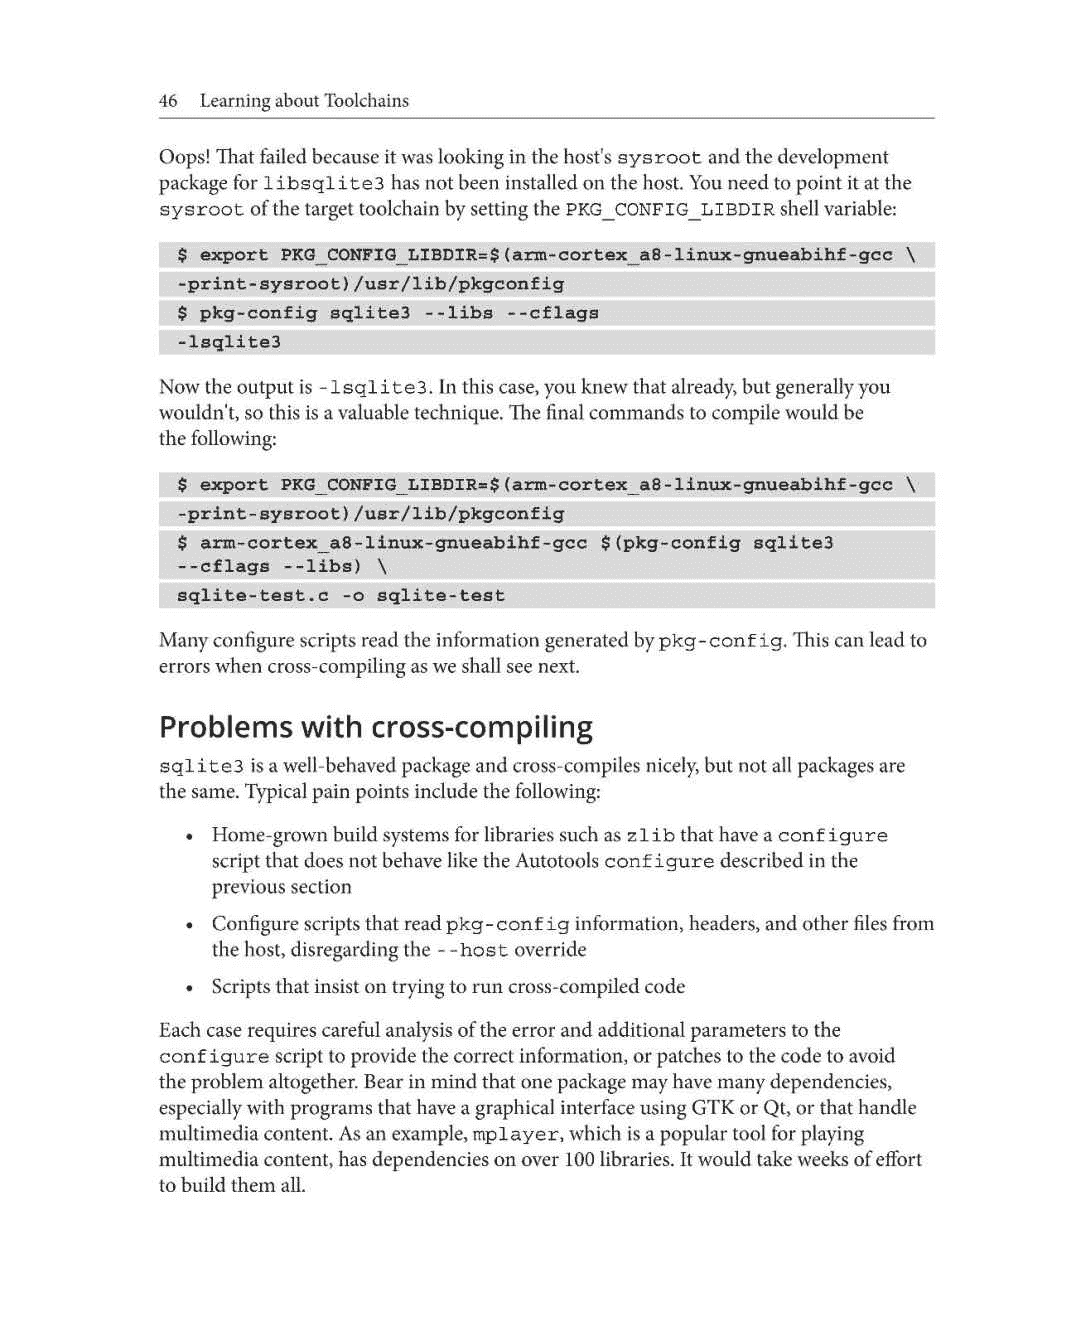 46 Learning about Toolchains
Oops! That failed because it was looking in the host's sysroot and the development
package for libsqlite3 has not been installed on the host. You need to point it at the
sysroot of the target toolchain by setting the PKG_CONFIG_LIBDIR shell variable:
$ export PKG_CONFIG_LIBDIR=$(arm-cortex_a8-linux-gnueabihf-gcc \
-print-sysroot)/usr/lib/pkgconfig
$ pkg-config sqlite3 --libs --cflags
-lsqlite3
Now the output is -lsqlite3. In this case, you knew that already, but generally you
wouldn't, so this is a valuable technique. The final commands to compile would be
the following:
$ export PKG_CONFIG_LIBDIR=$(arm-cortex_a8-linux-gnueabihf-gcc \
-print-sysroot)/usr/lib/pkgconfig
$ arm-cortex_a8-linux-gnueabihf-gcc $(pkg-config sqlite3
--cflags --libs) \
sqlite-test.c -o sqlite-test
Many configure scripts read the information generated by pkg-config. This can lead to
errors when cross-compiling as we shall see next.
Problems with cross-compiling
sqlite3 is a well-behaved package and cross-compiles nicely, but not all packages are
the same. Typical pain points include the following:
• Home-grown build systems for libraries such as zlib that have a configure
script that does not behave like the Autotools configure described in the
previous section
• Configure scripts that read pkg-config information, headers, and other files from
the host, disregarding the --host override
• Scripts that insist on trying to run cross-compiled code
Each case requires careful analysis of the error and additional parameters to the
configure script to provide the correct information, or patches to the code to avoid
the problem altogether. Bear in mind that one package may have many dependencies,
especially with programs that have a graphical interface using GTK or Qt, or that handle
multimedia content. As an example, mplayer, which is a popular tool for playing
multimedia content, has dependencies on over 100 libraries. It would take weeks of effort
to build them all.